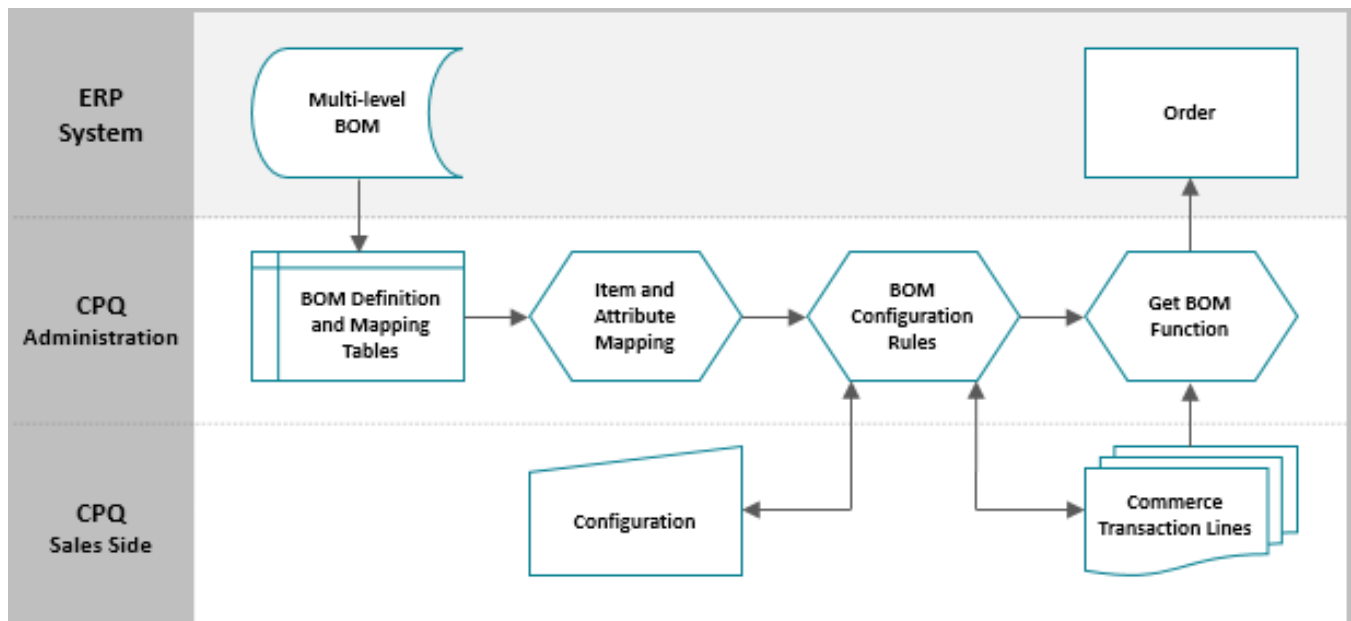 ERP
System
Multi-level
BOM
Order
CPQ
Administration
BOM Definition
and Mapping
Tables
Item and
Attribute
Mapping
BOM
Configuration
Rules
Get BOM
Function
CPQ
Sales Side
Configuration
Commerce
Transaction Lines